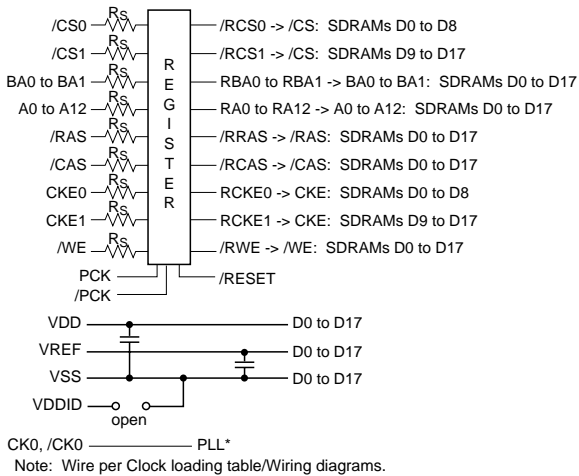 /CS0 RS /RCS0 -> /CS: SDRAMs D0 to D8
/CS1 RS /RCS1 -> /CS: SDRAMs D9 to D17
BA0 to BA1 RS RBA0 to RBA1 -> BA0 to BA1: SDRAMs D0 to D17
A0 to A12 RS RA0 to RA12 -> A0 to A12: SDRAMs D0 to D17
/RAS RS /RRAS -> /RAS: SDRAMs D0 to D17
/CAS RS /RCAS -> /CAS: SDRAMs D0 to D17
CKE0 RS RCKE0 -> CKE: SDRAMs D0 to D8
CKE1 RS RCKE1 -> CKE: SDRAMs D9 to D17
/WE RS /RWE -> /WE: SDRAMs D0 to D17
REGISTER
PCK /RESET
/PCK
VDD D0 to D17
VREF D0 to D17
VSS D0 to D17
VDDID
open
CK0, /CK0 PLL*
Note: Wire per Clock loading table/Wiring diagrams.